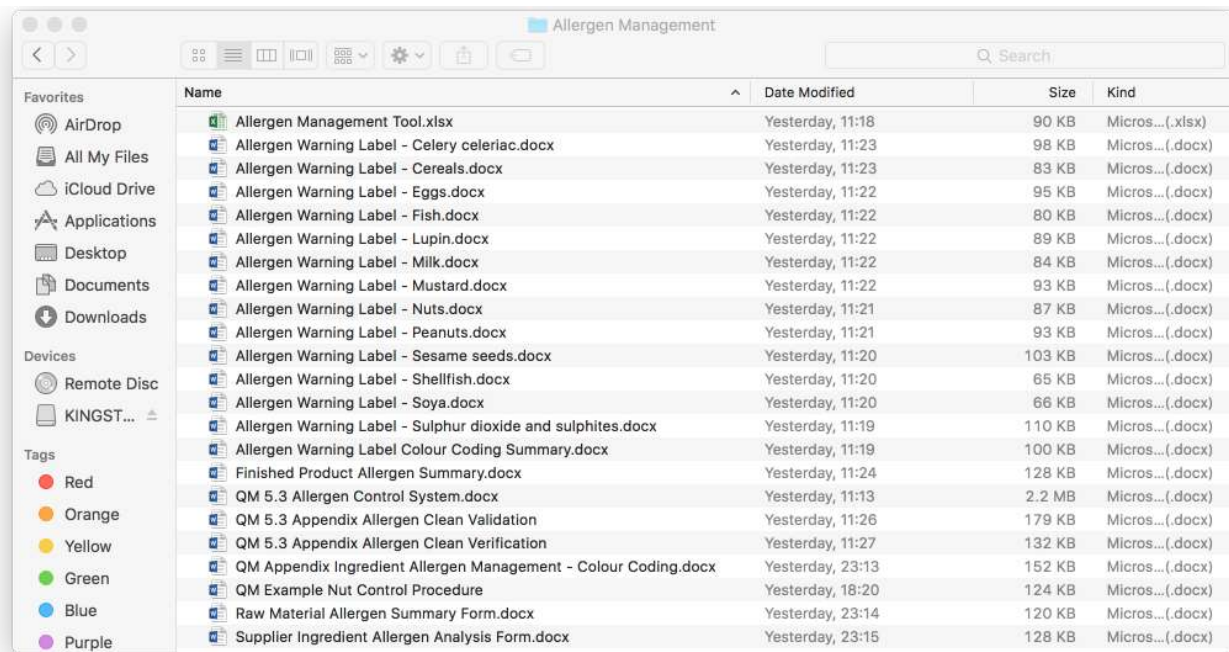 Allergen Management
Search
Favorites
AirDrop
All My Files
iCloud Drive
Applications
Desktop
Documents
Downloads
Devices
Remote Disc
KINGST...
Tags
Red
Orange
Yellow
Green
Blue
Purple
Name Date Modified Size Kind
Allergen Management Tool.xlsx Yesterday, 11:18 90 KB Micros...(.xlsx)
Allergen Warning Label - Celery celeriac.docx Yesterday, 11:23 98 KB Micros...(.docx)
Allergen Warning Label - Cereals.docx Yesterday, 11:23 83 KB Micros...(.docx)
Allergen Warning Label - Eggs.docx Yesterday, 11:22 95 KB Micros...(.docx)
Allergen Warning Label - Fish.docx Yesterday, 11:22 80 KB Micros...(.docx)
Allergen Warning Label - Lupin.docx Yesterday, 11:22 89 KB Micros...(.docx)
Allergen Warning Label - Milk.docx Yesterday, 11:22 84 KB Micros...(.docx)
Allergen Warning Label - Mustard.docx Yesterday, 11:22 93 KB Micros...(.docx)
Allergen Warning Label - Nuts.docx Yesterday, 11:21 87 KB Micros...(.docx)
Allergen Warning Label - Peanuts.docx Yesterday, 11:21 93 KB Micros...(.docx)
Allergen Warning Label - Sesame seeds.docx Yesterday, 11:20 103 KB Micros...(.docx)
Allergen Warning Label - Shellfish.docx Yesterday, 11:20 65 KB Micros...(.docx)
Allergen Warning Label - Soya.docx Yesterday, 11:20 66 KB Micros...(.docx)
Allergen Warning Label - Sulphur dioxide and sulphites.docx Yesterday, 11:19 110 KB Micros...(.docx)
Allergen Warning Label Colour Coding Summary.docx Yesterday, 11:19 100 KB Micros...(.docx)
Finished Product Allergen Summary.docx Yesterday, 11:24 128 KB Micros...(.docx)
QM 5.3 Allergen Control System.docx Yesterday, 11:13 2.2 MB Micros...(.docx)
QM 5.3 Appendix Allergen Clean Validation Yesterday, 11:26 179 KB Micros...(.docx)
QM 5.3 Appendix Allergen Clean Verification Yesterday, 11:27 132 KB Micros...(.docx)
QM Appendix Ingredient Allergen Management - Colour Coding.docx Yesterday, 23:13 152 KB Micros...(.docx)
QM Example Nut Control Procedure Yesterday, 18:20 124 KB Micros...(.docx)
Raw Material Allergen Summary Form.docx Yesterday, 23:14 120 KB Micros...(.docx)
Supplier Ingredient Allergen Analysis Form.docx Yesterday, 23:15 128 KB Micros...(.docx)